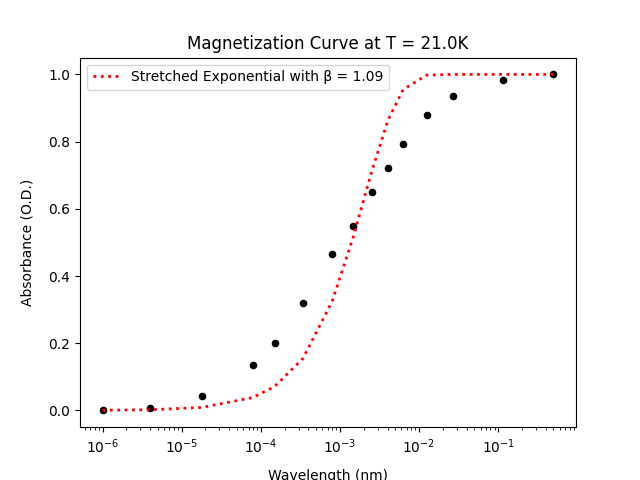 Magnetization Curve at T = 21.0K
Stretched Exponential with β = 1.09
Absorbance (O.D.)
1.0
0.8
0.6
0.4
0.2
0.0
10⁻⁶ 10⁻⁵ 10⁻⁴ 10⁻³ 10⁻² 10⁻¹
Wavelength (nm)